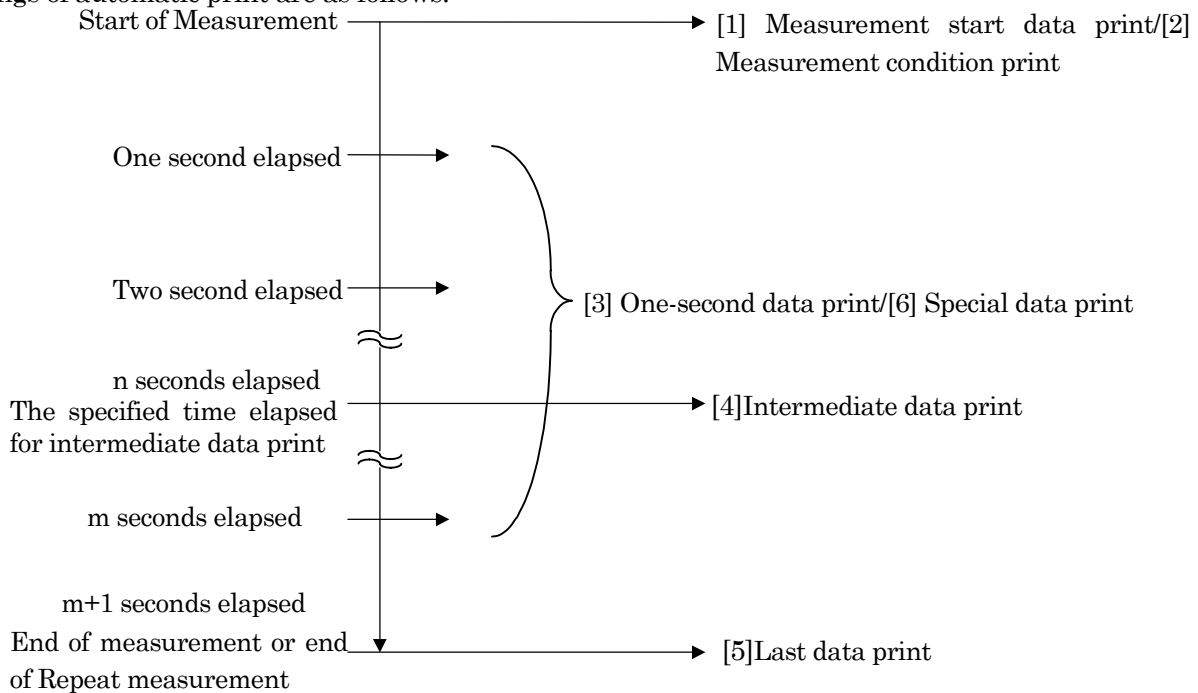 ngs of automatic print are as follows.
Start of Measurement
[1] Measurement start data print/[2]
Measurement condition print
One second elapsed
Two second elapsed
[3] One-second data print/[6] Special data print
n seconds elapsed
The specified time elapsed
for intermediate data print
[4]Intermediate data print
m seconds elapsed
m+1 seconds elapsed
End of measurement or end
of Repeat measurement
[5]Last data print